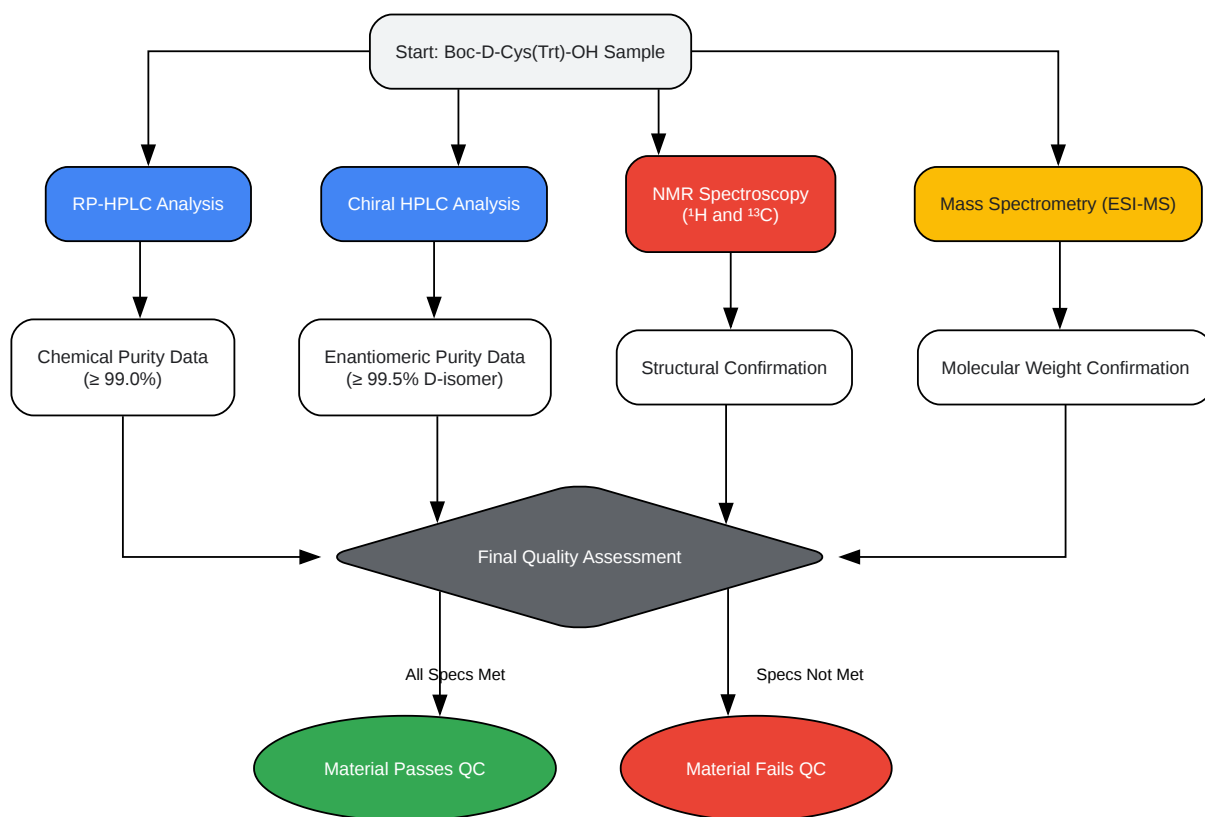 Start: Boc-D-Cys(Trt)-OH Sample
RP-HPLC Analysis
Chiral HPLC Analysis
NMR Spectroscopy
(¹H and ¹³C)
Mass Spectrometry (ESI-MS)
Chemical Purity Data
(≥ 99.0%)
Enantiomeric Purity Data
(≥ 99.5% D-isomer)
Structural Confirmation
Molecular Weight Confirmation
Final Quality Assessment
All Specs Met
Specs Not Met
Material Passes QC
Material Fails QC